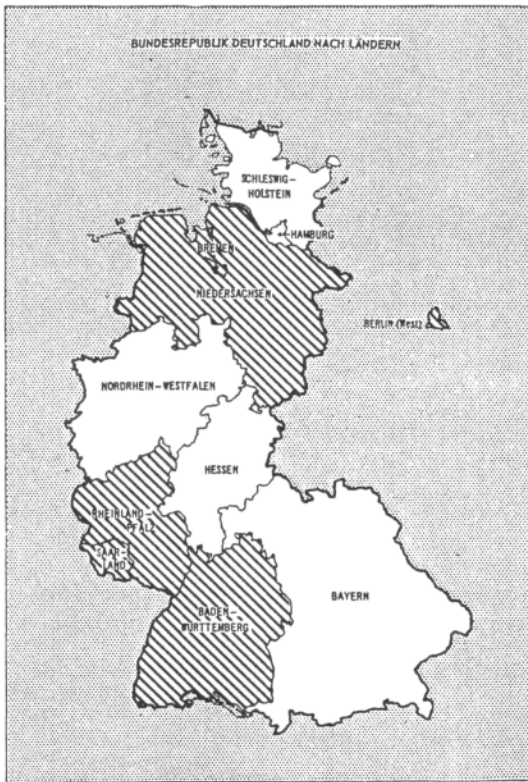 BUNDESREPUBLIK DEUTSCHLAND NACH LÄNDERN
SCHLESWIG-
HOLSTEIN
HAMBURG
BREMEN
NIEDERSACHSEN
BERLIN (West)
NORDRHEIN-WESTFALEN
HESSEN
RHEINLAND-
PFALZ
SAAR-
LAND
BAYERN
BADEN-
WÜRTTEMBERG